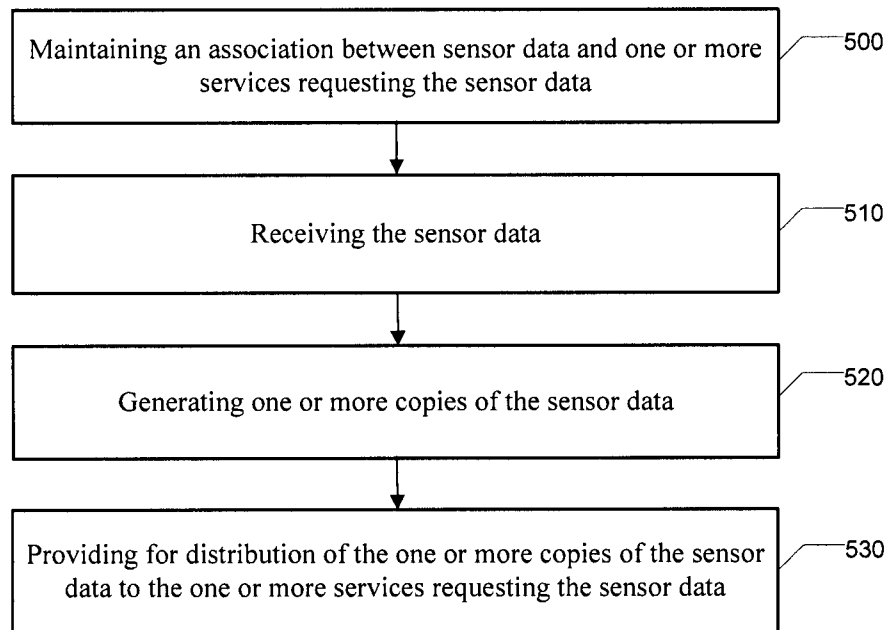 Maintaining an association between sensor data and one or more
services requesting the sensor data
500
Receiving the sensor data
510
Generating one or more copies of the sensor data
520
Providing for distribution of the one or more copies of the sensor
data to the one or more services requesting the sensor data
530